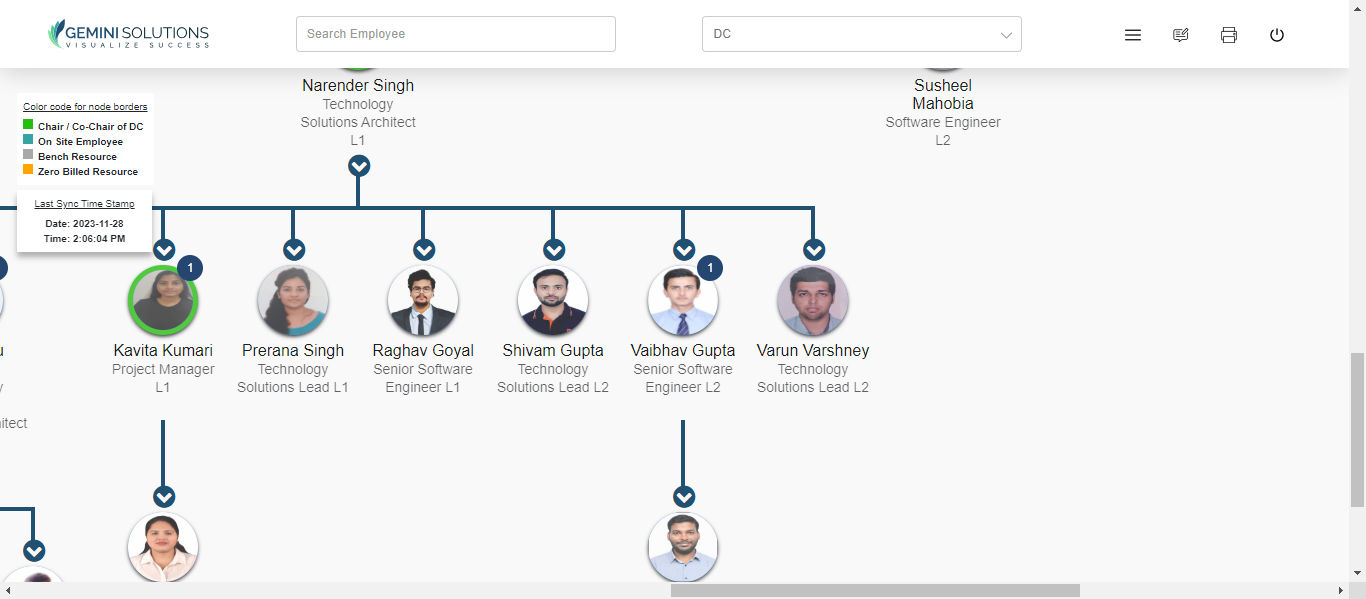 GEMINI SOLUTIONS
VISUALIZE SUCCESS
Search Employee
DC
Narender Singh
Technology
Solutions Architect
L1
Susheel
Mahobia
Software Engineer
L2
Color code for node borders
Chair / Co-Chair of DC
On Site Employee
Bench Resource
Zero Billed Resource
Last Sync Time Stamp
Date: 2023-11-28
Time: 2:06:04 PM
1
1
Kavita Kumari
Project Manager
L1
Prerana Singh
Technology
Solutions Lead L1
Raghav Goyal
Senior Software
Engineer L1
Shivam Gupta
Technology
Solutions Lead L2
Vaibhav Gupta
Senior Software
Engineer L2
Varun Varshney
Technology
Solutions Lead L2